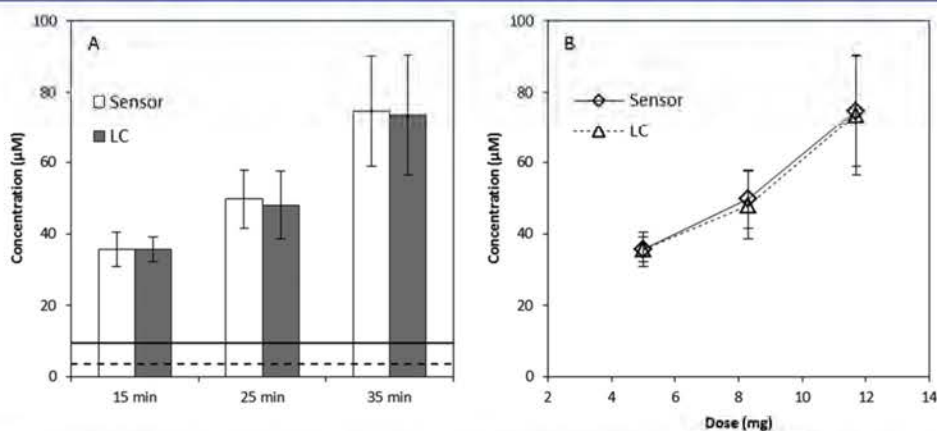 A
Sensor
LC
Concentration (µM)
100
80
60
40
20
0
15 min
25 min
35 min
B
Sensor
LC
Concentration (µM)
100
80
60
40
20
0
2
4
6
8
10
12
14
Dose (mg)